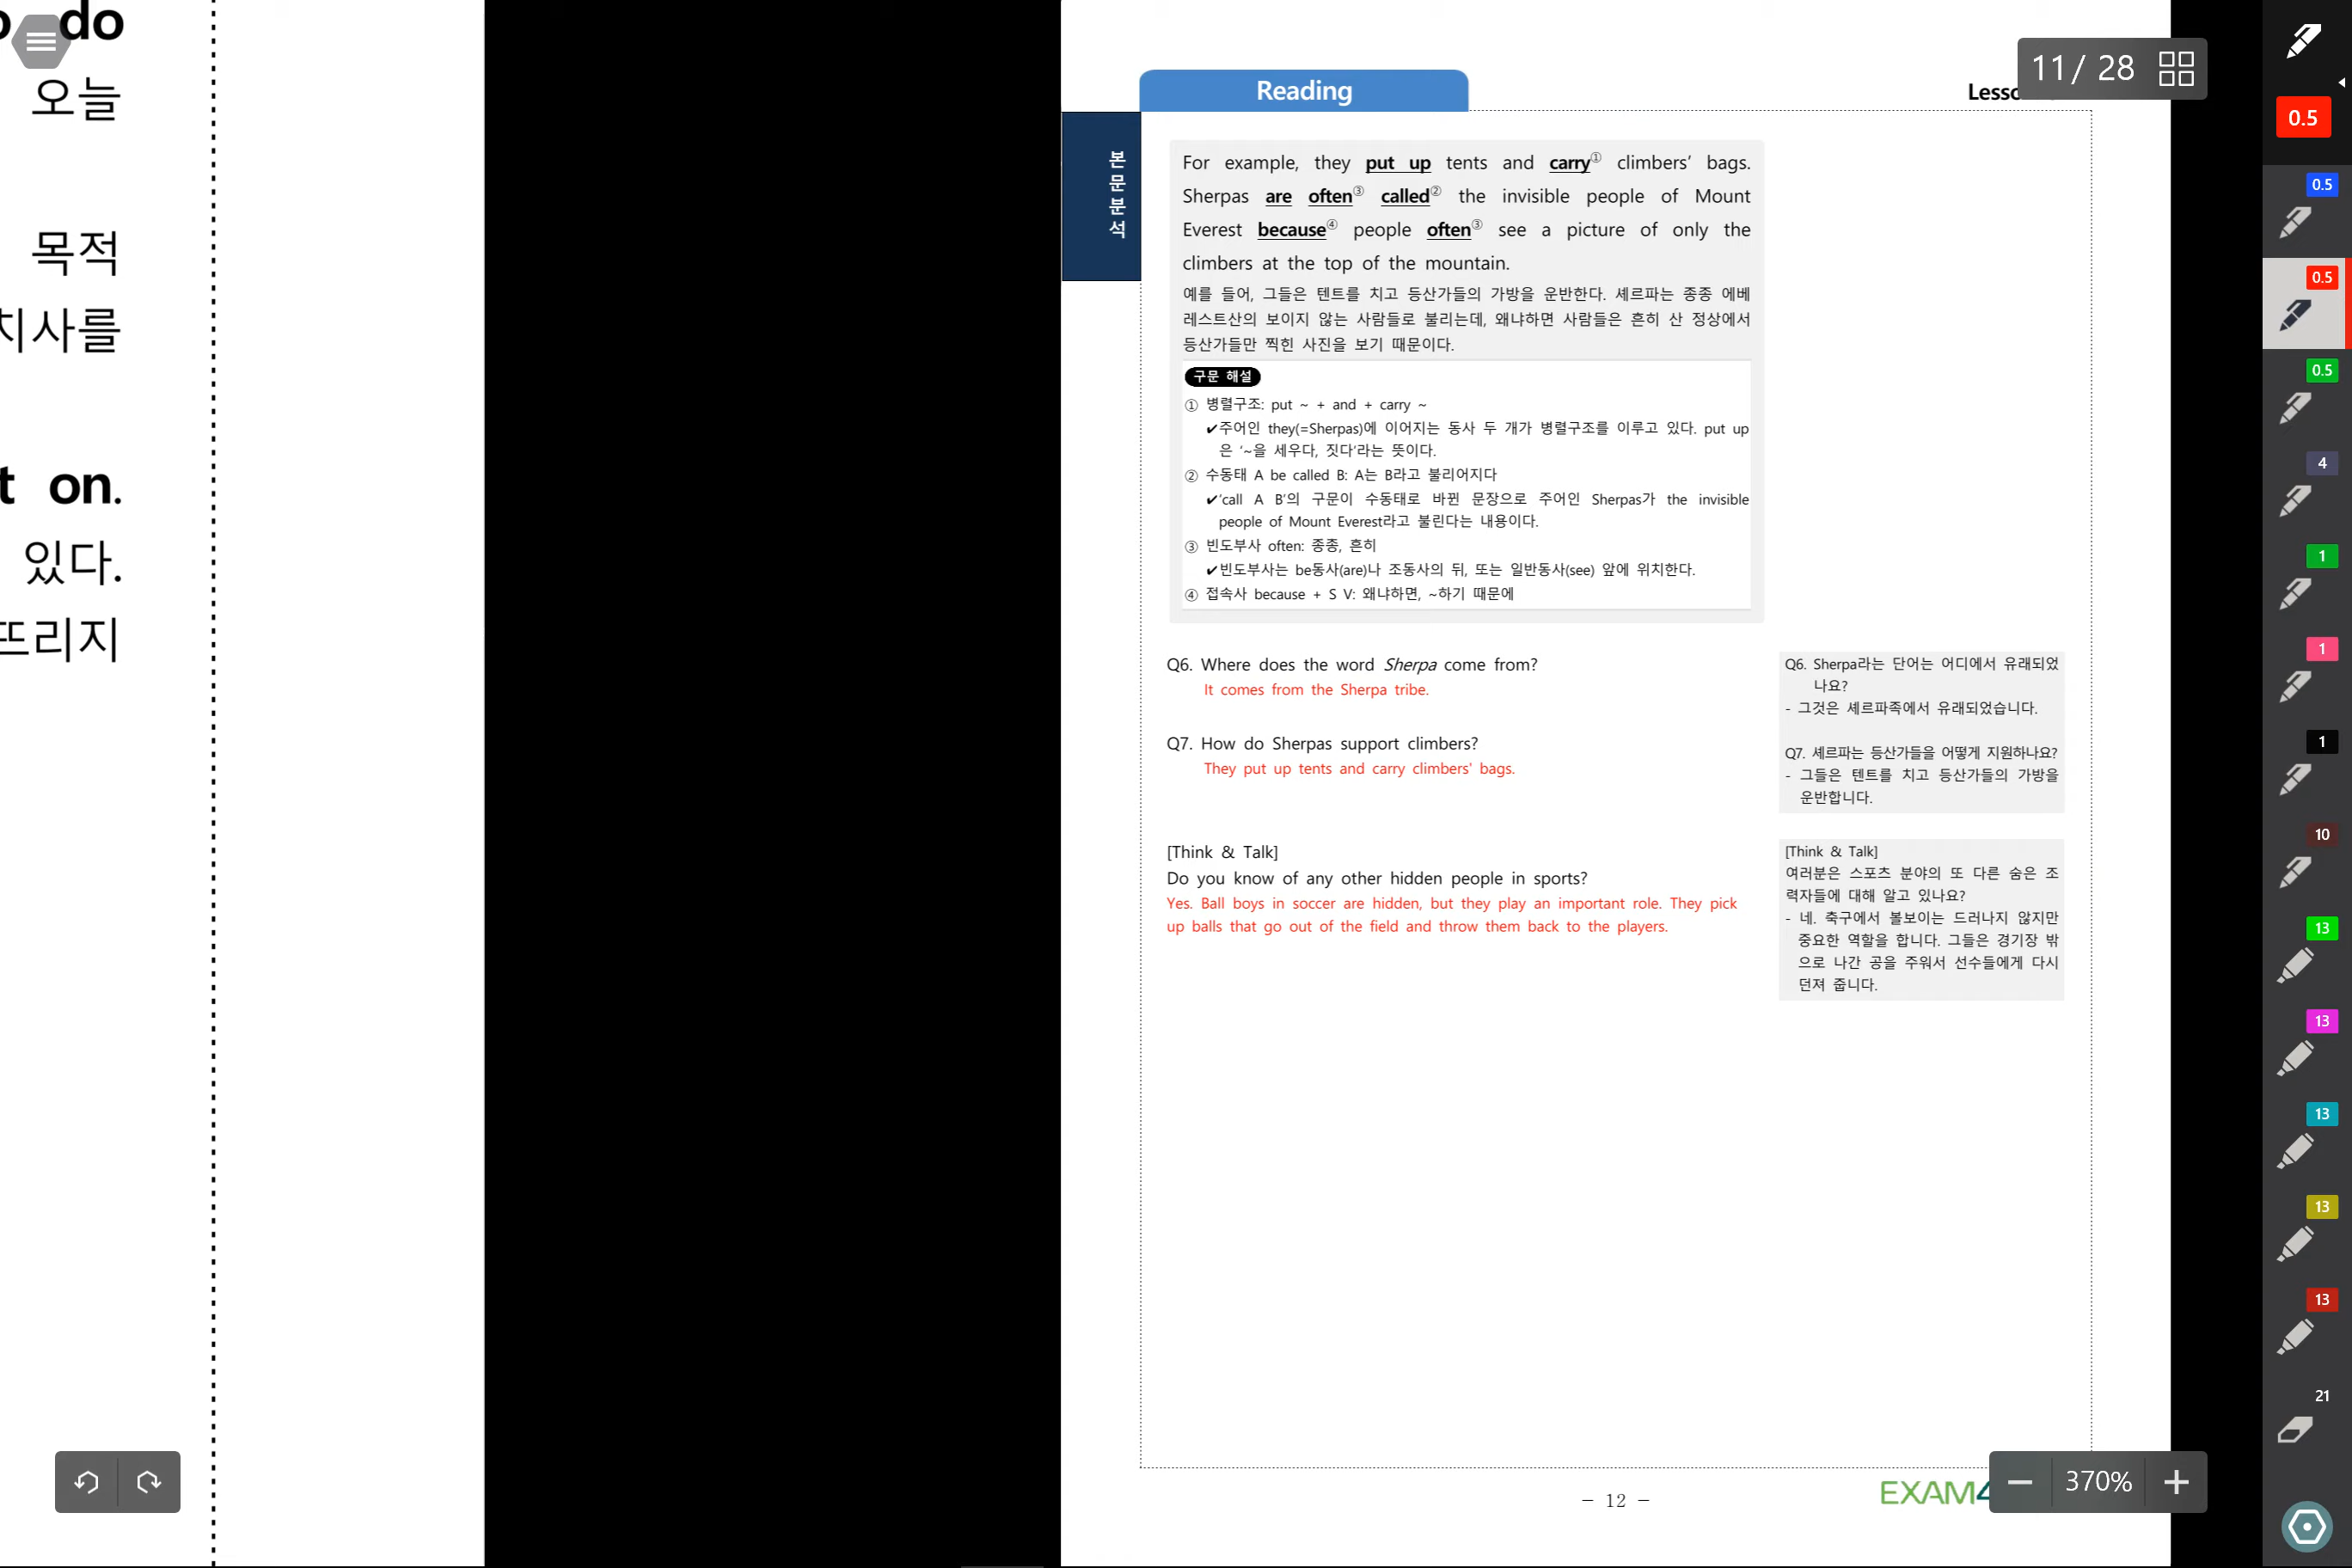 do
오늘
목적
치사를
t on.
있다.
뜨리지
11/ 28
Reading
본문분석
For example, they put up tents and carry① climbers’ bags.
Sherpas are often③ called② the invisible people of Mount
Everest because④ people often③ see a picture of only the
climbers at the top of the mountain.
예를 들어, 그들은 텐트를 치고 등산가들의 가방을 운반한다. 셰르파는 종종 에베
레스트산의 보이지 않는 사람들로 불리는데, 왜냐하면 사람들은 흔히 산 정상에서
등산가들만 찍힌 사진을 보기 때문이다.
구문 해설
① 병렬구조: put ~ + and + carry ~
✔주어인 they(=Sherpas)에 이어지는 동사 두 개가 병렬구조를 이루고 있다. put up
은 ‘~을 세우다, 짓다’라는 뜻이다.
② 수동태 A be called B: A는 B라고 불리어지다
✔‘call A B’의 구문이 수동태로 바뀐 문장으로 주어인 Sherpas가 the invisible
people of Mount Everest라고 불린다는 내용이다.
③ 빈도부사 often: 종종, 흔히
✔빈도부사는 be동사(are)나 조동사의 뒤, 또는 일반동사(see) 앞에 위치한다.
④ 접속사 because + S V: 왜냐하면, ~하기 때문에
Q6. Where does the word Sherpa come from?
It comes from the Sherpa tribe.
Q7. How do Sherpas support climbers?
They put up tents and carry climbers' bags.
[Think & Talk]
Do you know of any other hidden people in sports?
Yes. Ball boys in soccer are hidden, but they play an important role. They pick
up balls that go out of the field and throw them back to the players.
Q6. Sherpa라는 단어는 어디에서 유래되었
나요?
- 그것은 셰르파족에서 유래되었습니다.
Q7. 셰르파는 등산가들을 어떻게 지원하나요?
- 그들은 텐트를 치고 등산가들의 가방을
운반합니다.
[Think & Talk]
여러분은 스포츠 분야의 또 다른 숨은 조
력자들에 대해 알고 있나요?
- 네. 축구에서 볼보이는 드러나지 않지만
중요한 역할을 합니다. 그들은 경기장 밖
으로 나간 공을 주워서 선수들에게 다시
던져 줍니다.
- 12 -
EXAM4
370%
0.5
0.5
0.5
0.5
4
1
1
1
10
13
13
13
13
13
21